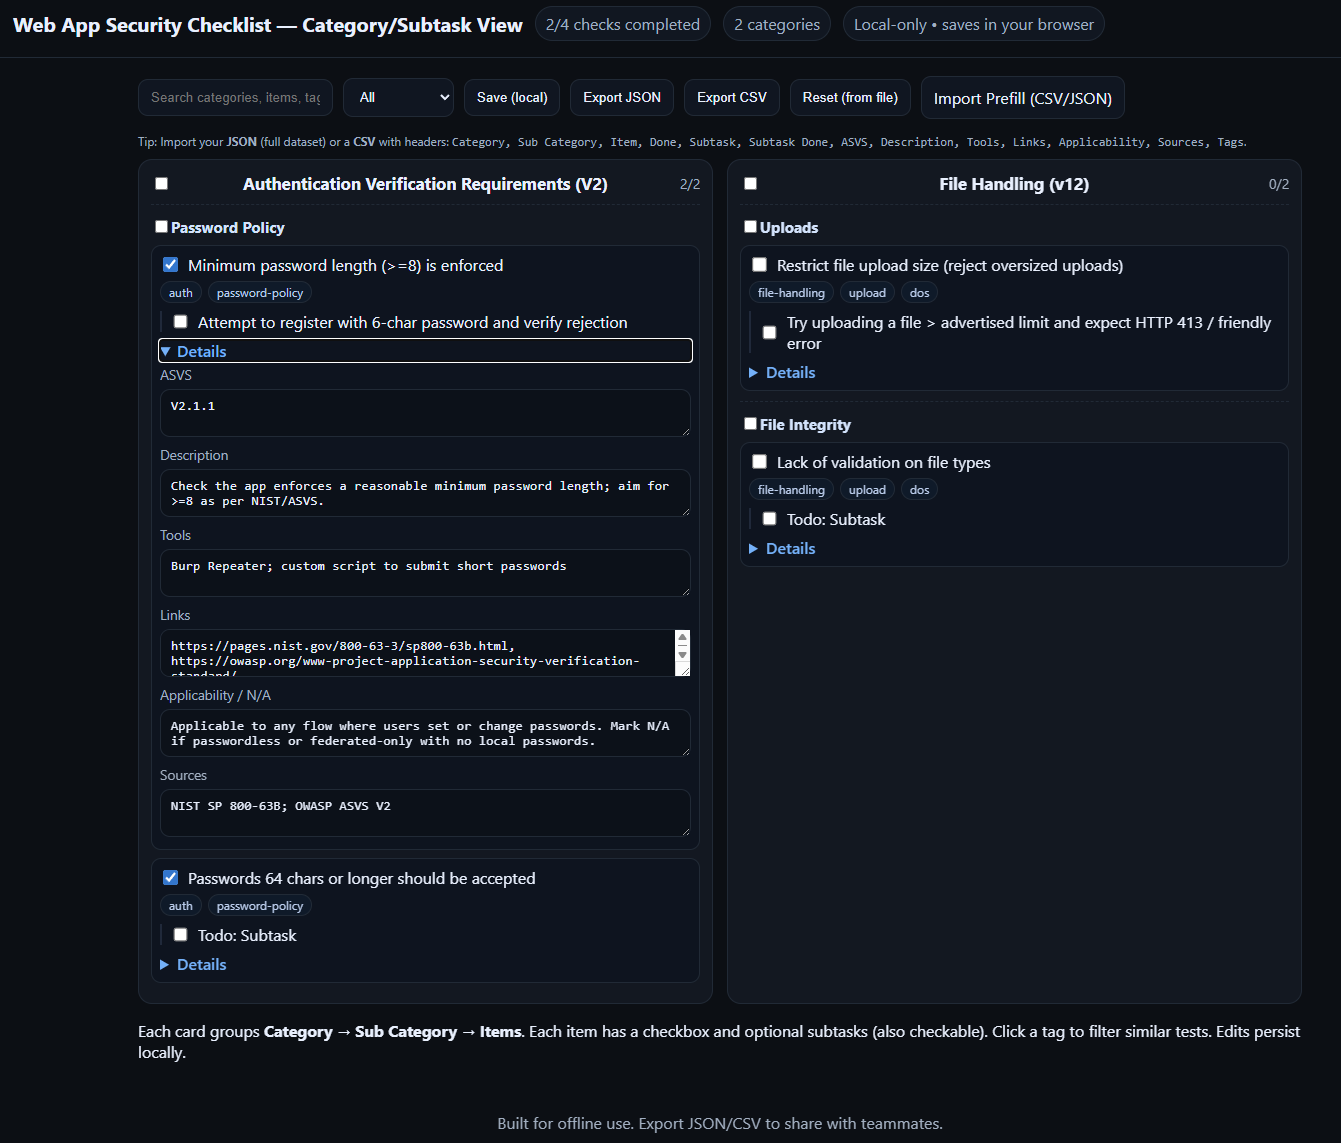 Web App Security Checklist — Category/Subtask View
2/4 checks completed
2 categories
Local-only • saves in your browser
Search categories, items, tag
All
Save (local)
Export JSON
Export CSV
Reset (from file)
Import Prefill (CSV/JSON)
Tip: Import your JSON (full dataset) or a CSV with headers: Category, Sub Category, Item, Done, Subtask, Subtask Done, ASVS, Description, Tools, Links, Applicability, Sources, Tags.
Authentication Verification Requirements (V2)
2/2
Password Policy
Minimum password length (>=8) is enforced
auth
password-policy
Attempt to register with 6-char password and verify rejection
▼ Details
ASVS
V2.1.1
Description
Check the app enforces a reasonable minimum password length; aim for
>=8 as per NIST/ASVS.
Tools
Burp Repeater; custom script to submit short passwords
Links
https://pages.nist.gov/800-63-3/sp800-63b.html,
https://owasp.org/www-project-application-security-verification-
standard/
Applicability / N/A
Applicable to any flow where users set or change passwords. Mark N/A
if passwordless or federated-only with no local passwords.
Sources
NIST SP 800-63B; OWASP ASVS V2
Passwords 64 chars or longer should be accepted
auth
password-policy
Todo: Subtask
▶ Details
File Handling (v12)
0/2
Uploads
Restrict file upload size (reject oversized uploads)
file-handling
upload
dos
Try uploading a file > advertised limit and expect HTTP 413 / friendly
error
▶ Details
File Integrity
Lack of validation on file types
file-handling
upload
dos
Todo: Subtask
▶ Details
Each card groups Category → Sub Category → Items. Each item has a checkbox and optional subtasks (also checkable). Click a tag to filter similar tests. Edits persist
locally.
Built for offline use. Export JSON/CSV to share with teammates.